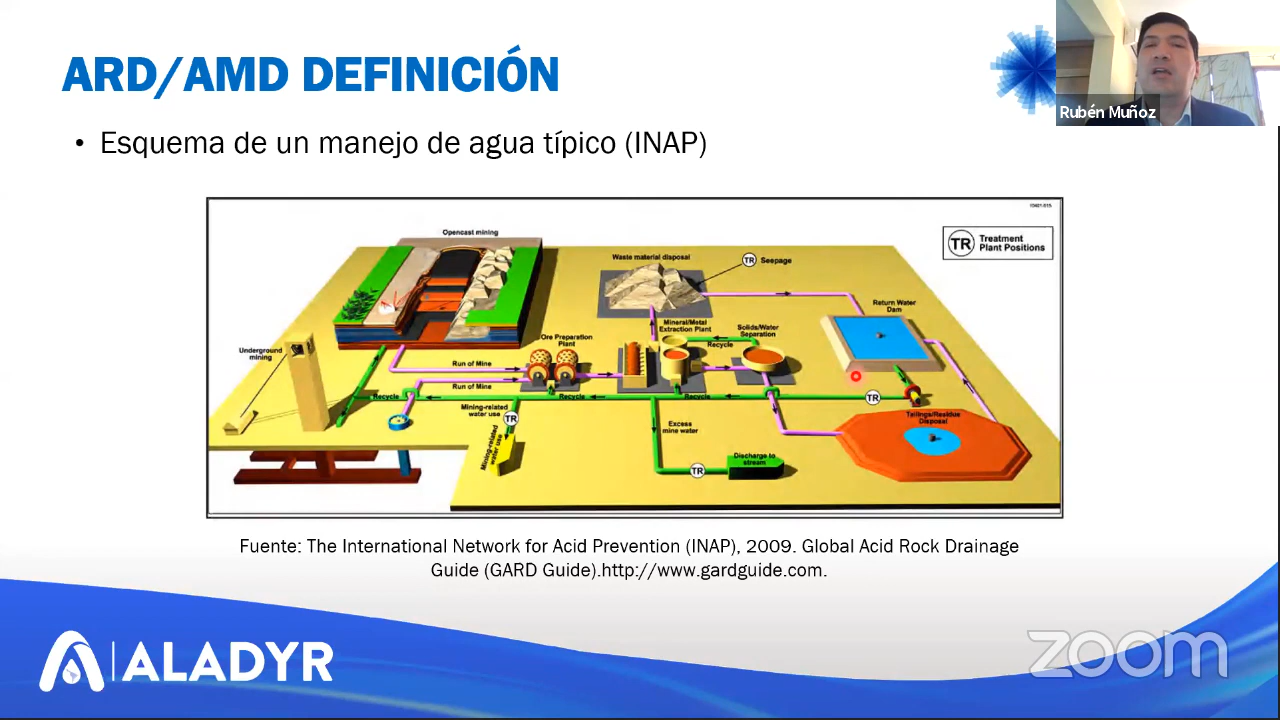 ARD/AMD DEFINICIÓN
Rubén Muñoz
• Esquema de un manejo de agua típico (INAP)
Opencast mining
TR
Treatment
Plant Positions
Waste material disposal
TR
Seepage
Return Water
Dam
Mineral/Metal
Extraction Plant
Solids/Water
Separation
Ore Preparation
Plant
Recycle
Underground
mining
Run of Mine
Run of Mine
Recycle
Recycle
Recycle
TR
Mining-related
water use
TR
Mining-related
water use
Excess
mine water
Tailings/Residue
Disposal
TR
Discharge to
stream
Fuente: The International Network for Acid Prevention (INAP), 2009. Global Acid Rock Drainage
Guide (GARD Guide).http://www.gardguide.com.
ALADYR
zoom